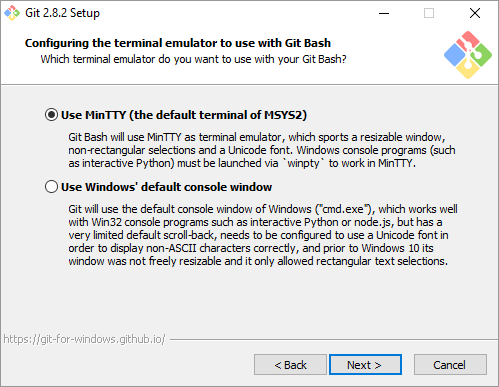 Git 2.8.2 Setup
Configuring the terminal emulator to use with Git Bash
Which terminal emulator do you want to use with your Git Bash?
Use MinTTY (the default terminal of MSYS2)
Git Bash will use MinTTY as terminal emulator, which sports a resizable window,
non-rectangular selections and a Unicode font. Windows console programs (such
as interactive Python) must be launched via `winpty` to work in MinTTY.
Use Windows' default console window
Git will use the default console window of Windows ("cmd.exe"), which works well
with Win32 console programs such as interactive Python or node.js, but has a
very limited default scroll-back, needs to be configured to use a Unicode font in
order to display non-ASCII characters correctly, and prior to Windows 10 its
window was not freely resizable and it only allowed rectangular text selections.
https://git-for-windows.github.io/
< Back
Next >
Cancel